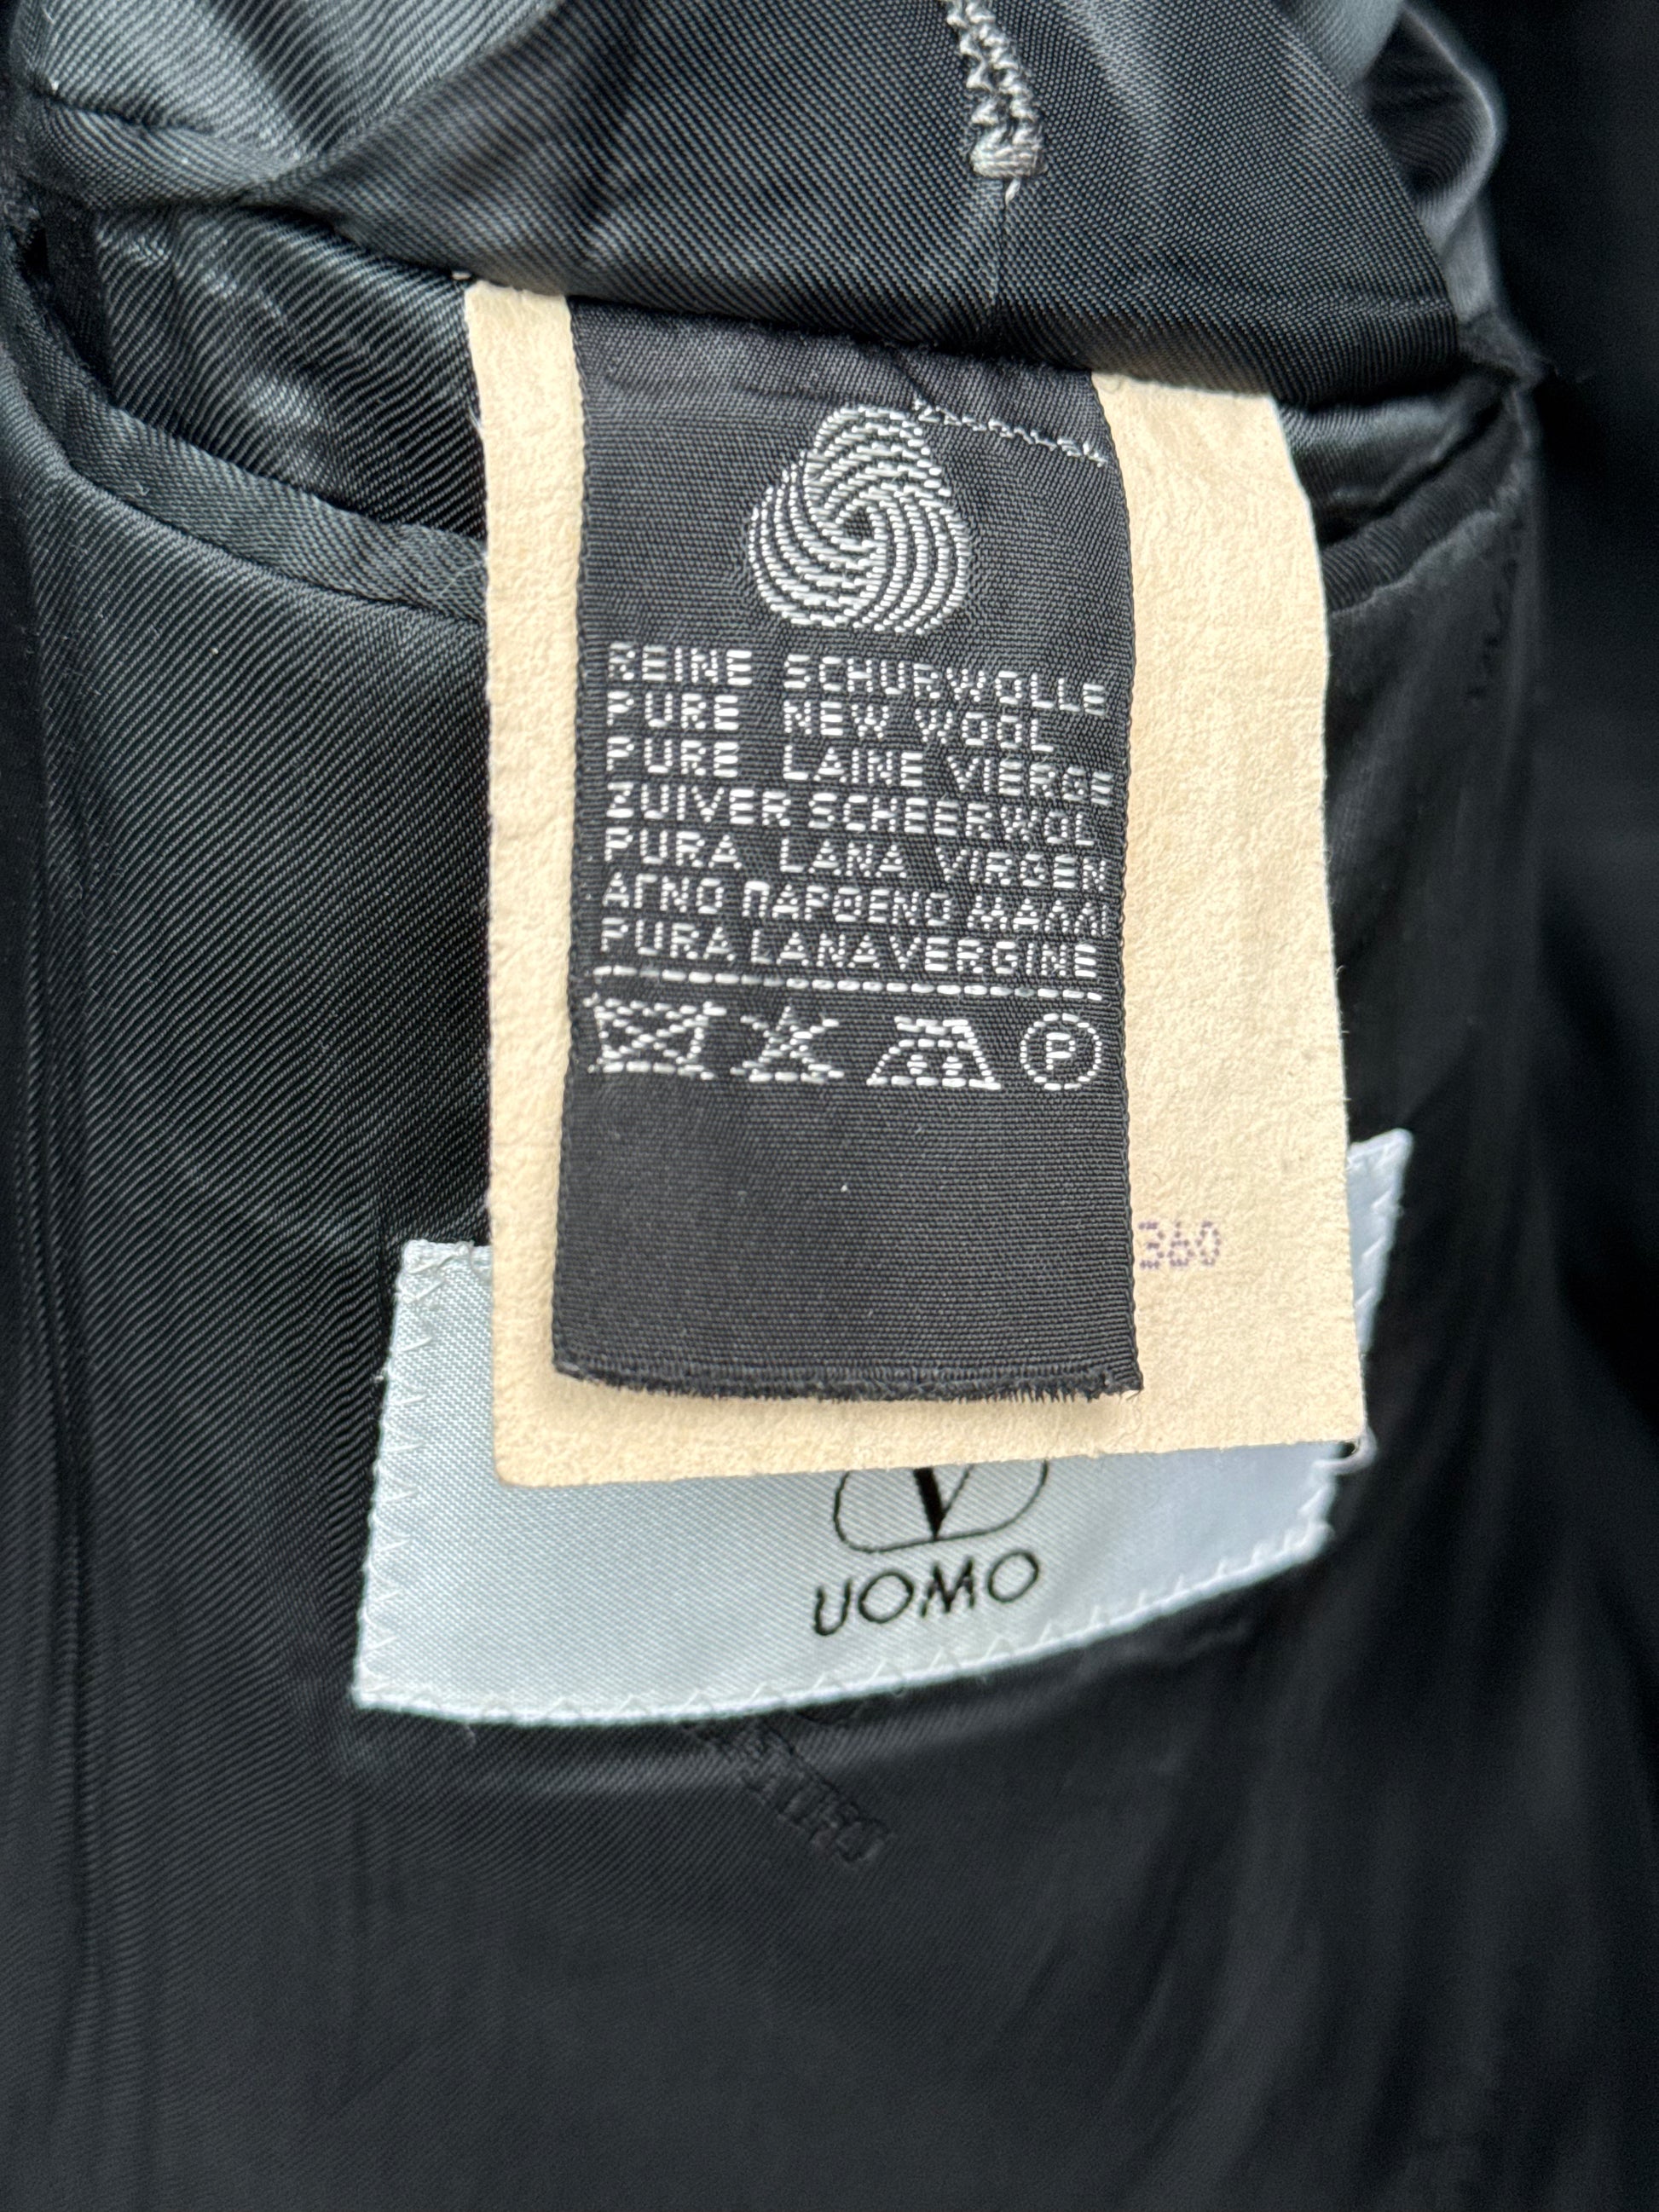 REINE SCHURWOLLE
PURE NEW WOOL
PURE LAINE VIERGE
ZUIVER SCHEERWOL
PURA LANA VIRGEN
ΑΓΝΟ ΠΑΡΘΕΝΟ ΜΑΛΛΙ
PURA LANA VERGINE
P
360
V
UOMO